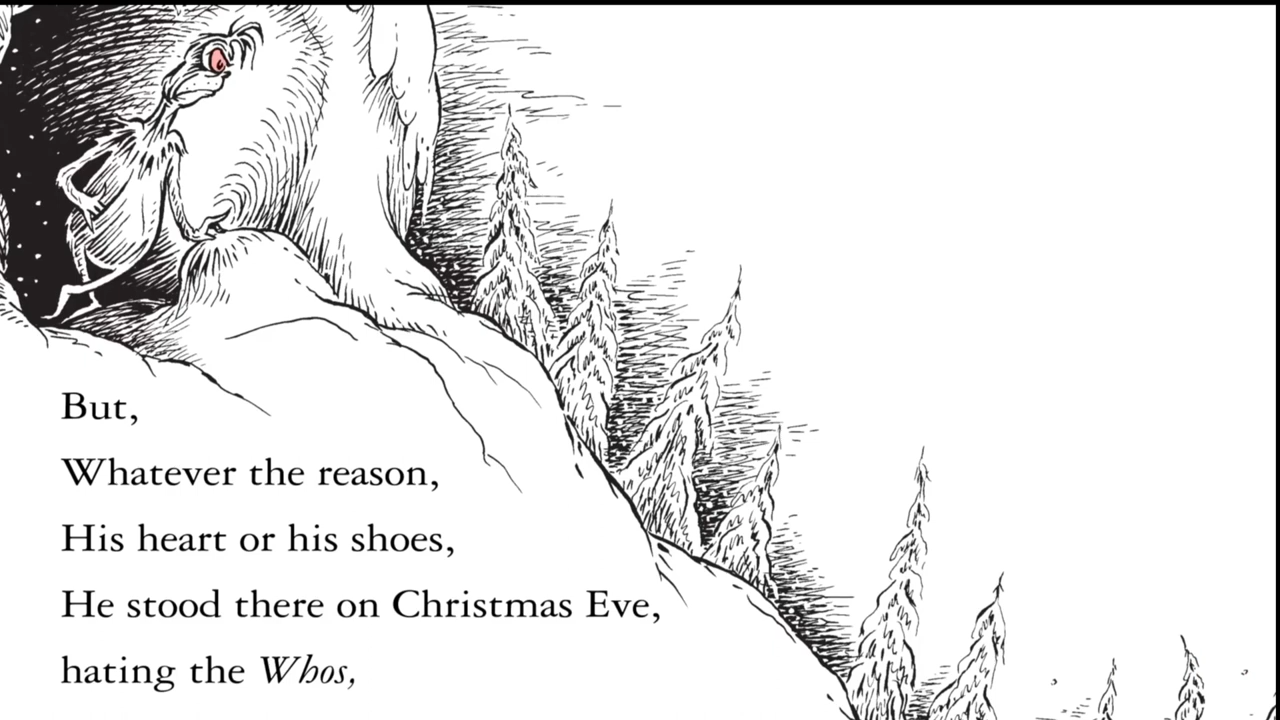 But,
Whatever the reason,
His heart or his shoes,
He stood there on Christmas Eve,
hating the Whos,